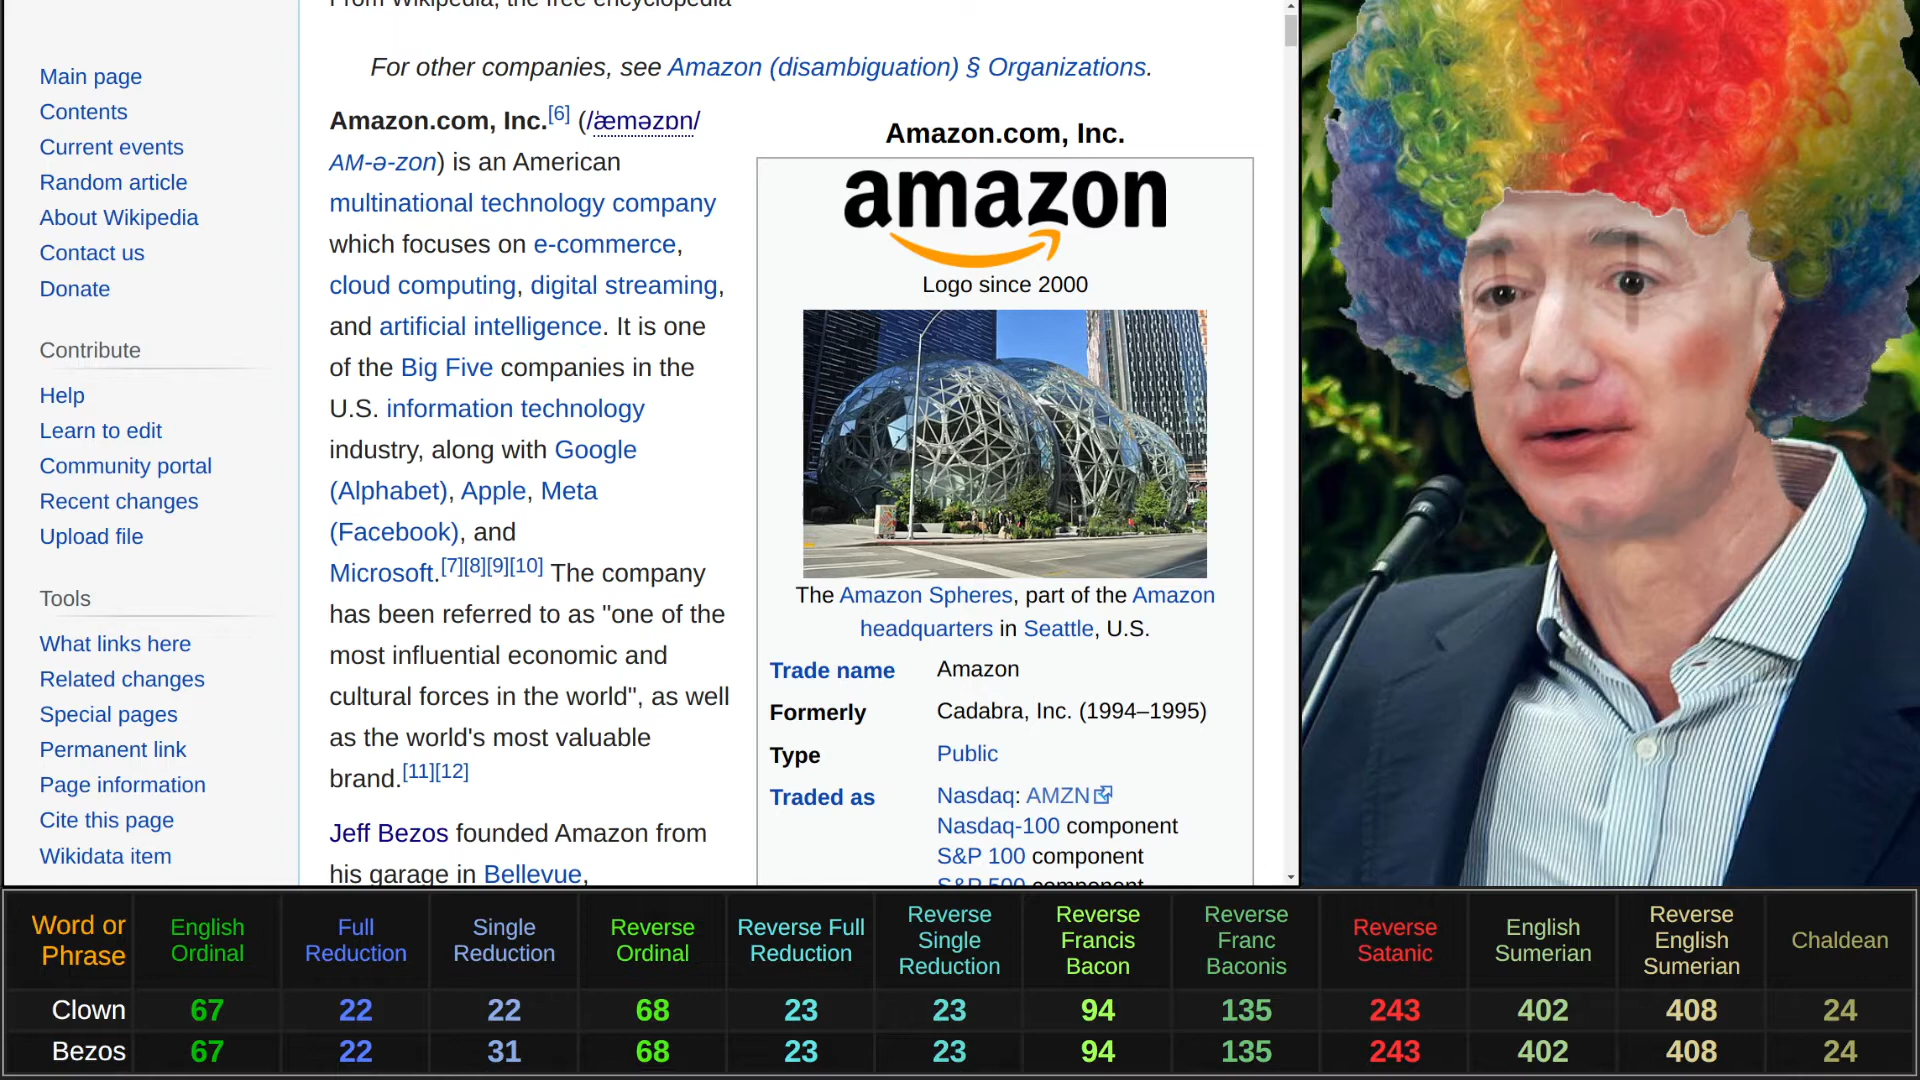 From Wikipedia, the free encyclopedia
For other companies, see Amazon (disambiguation) § Organizations.
Main page
Contents
Current events
Random article
About Wikipedia
Contact us
Donate
Contribute
Help
Learn to edit
Community portal
Recent changes
Upload file
Tools
What links here
Related changes
Special pages
Permanent link
Page information
Cite this page
Wikidata item
Amazon.com, Inc.[6] (/ˈæməzɒn/
AM-ə-zon) is an American
multinational technology company
which focuses on e-commerce,
cloud computing, digital streaming,
and artificial intelligence. It is one
of the Big Five companies in the
U.S. information technology
industry, along with Google
(Alphabet), Apple, Meta
(Facebook), and
Microsoft.[7][8][9][10] The company
has been referred to as "one of the
most influential economic and
cultural forces in the world", as well
as the world's most valuable
brand.[11][12]
Jeff Bezos founded Amazon from
his garage in Bellevue,
Amazon.com, Inc.
amazon
Logo since 2000
The Amazon Spheres, part of the Amazon
headquarters in Seattle, U.S.
Trade name Amazon
Formerly Cadabra, Inc. (1994–1995)
Type Public
Traded as Nasdaq: AMZN
Nasdaq-100 component
S&P 100 component
S&P 500 component
Word or Phrase English Ordinal Full Reduction Single Reduction Reverse Ordinal Reverse Full Reduction Reverse Single Reduction Reverse Francis Bacon Reverse Franc Baconis Reverse Satanic English Sumerian Reverse English Sumerian Chaldean
Clown 67 22 22 68 23 23 94 135 243 402 408 24
Bezos 67 22 31 68 23 23 94 135 243 402 408 24